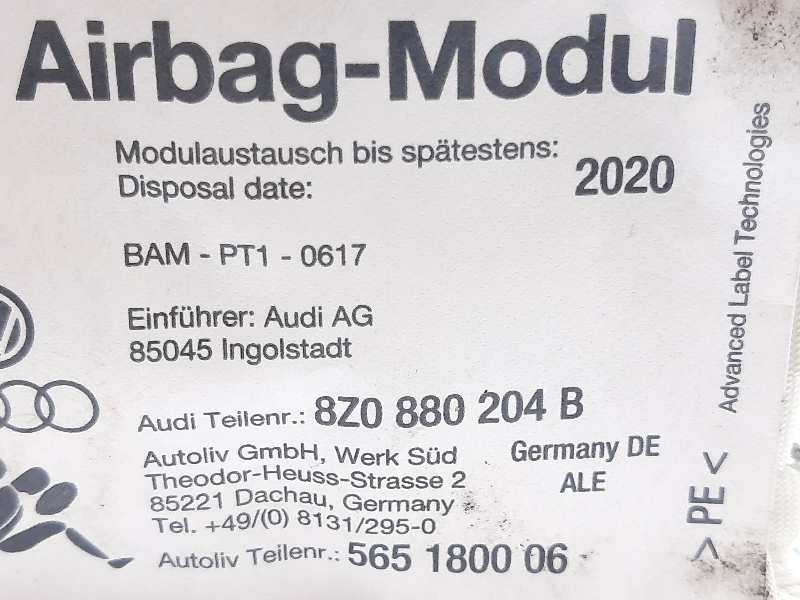 Airbag-Modul
Modulaustausch bis spätestens:
Disposal date:
2020
BAM - PT1 - 0617
Einführer: Audi AG
85045 Ingolstadt
Audi Teilenr.: 8Z0 880 204 B
Autoliv GmbH, Werk Süd
Theodor-Heuss-Strasse 2
85221 Dachau, Germany
Tel. +49/(0) 8131/295-0
Germany DE
ALE
Autoliv Teilenr.: 565 1800 06
> PE <
Advanced Label Technologies